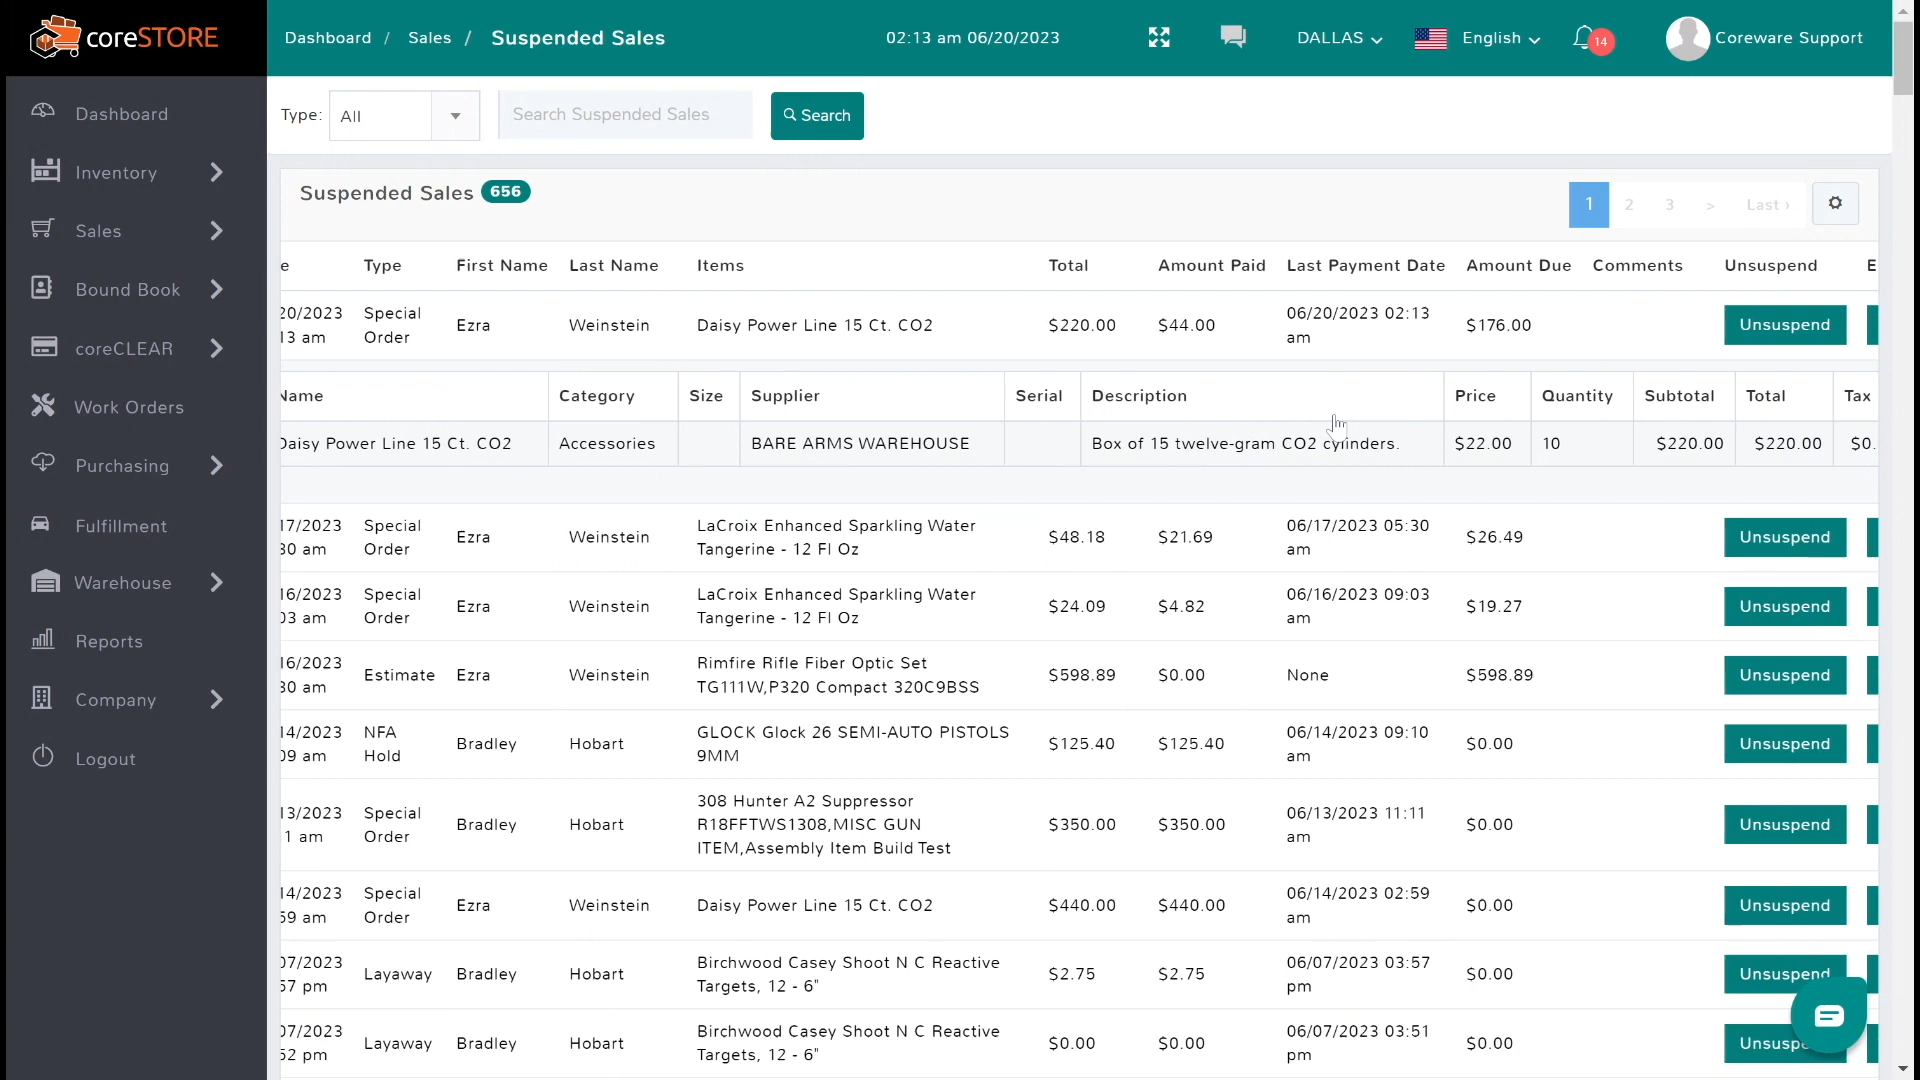 coreSTORE
Dashboard / Sales / Suspended Sales 02:13 am 06/20/2023 DALLAS English 14 Coreware Support
Dashboard
Inventory
Sales
Bound Book
coreCLEAR
Work Orders
Purchasing
Fulfillment
Warehouse
Reports
Company
Logout
Type: All Search Suspended Sales Search
Suspended Sales 656 1 2 3 > Last ›
e Type First Name Last Name Items Total Amount Paid Last Payment Date Amount Due Comments Unsuspend E
20/2023 Special Ezra Weinstein Daisy Power Line 15 Ct. CO2 $220.00 $44.00 06/20/2023 02:13 $176.00 Unsuspend
13 am Order am
Name Category Size Supplier Serial Description Price Quantity Subtotal Total Tax
Daisy Power Line 15 Ct. CO2 Accessories BARE ARMS WAREHOUSE Box of 15 twelve-gram CO2 cylinders. $22.00 10 $220.00 $220.00 $0.
17/2023 Special Ezra Weinstein LaCroix Enhanced Sparkling Water $48.18 $21.69 06/17/2023 05:30 $26.49 Unsuspend
30 am Order Tangerine - 12 Fl Oz am
16/2023 Special Ezra Weinstein LaCroix Enhanced Sparkling Water $24.09 $4.82 06/16/2023 09:03 $19.27 Unsuspend
03 am Order Tangerine - 12 Fl Oz am
16/2023 Estimate Ezra Weinstein Rimfire Rifle Fiber Optic Set $598.89 $0.00 None $598.89 Unsuspend
30 am TG111W,P320 Compact 320C9BSS
14/2023 NFA Bradley Hobart GLOCK Glock 26 SEMI-AUTO PISTOLS $125.40 $125.40 06/14/2023 09:10 $0.00 Unsuspend
09 am Hold 9MM am
13/2023 Special Bradley Hobart 308 Hunter A2 Suppressor $350.00 $350.00 06/13/2023 11:11 $0.00 Unsuspend
1 am Order R18FFTWS1308,MISC GUN am
ITEM,Assembly Item Build Test
14/2023 Special Ezra Weinstein Daisy Power Line 15 Ct. CO2 $440.00 $440.00 06/14/2023 02:59 $0.00 Unsuspend
59 am Order am
07/2023 Layaway Bradley Hobart Birchwood Casey Shoot N C Reactive $2.75 $2.75 06/07/2023 03:57 $0.00 Unsuspend
57 pm Targets, 12 - 6" pm
07/2023 Layaway Bradley Hobart Birchwood Casey Shoot N C Reactive $0.00 $0.00 06/07/2023 03:51 $0.00 Unsuspe
52 pm Targets, 12 - 6" pm